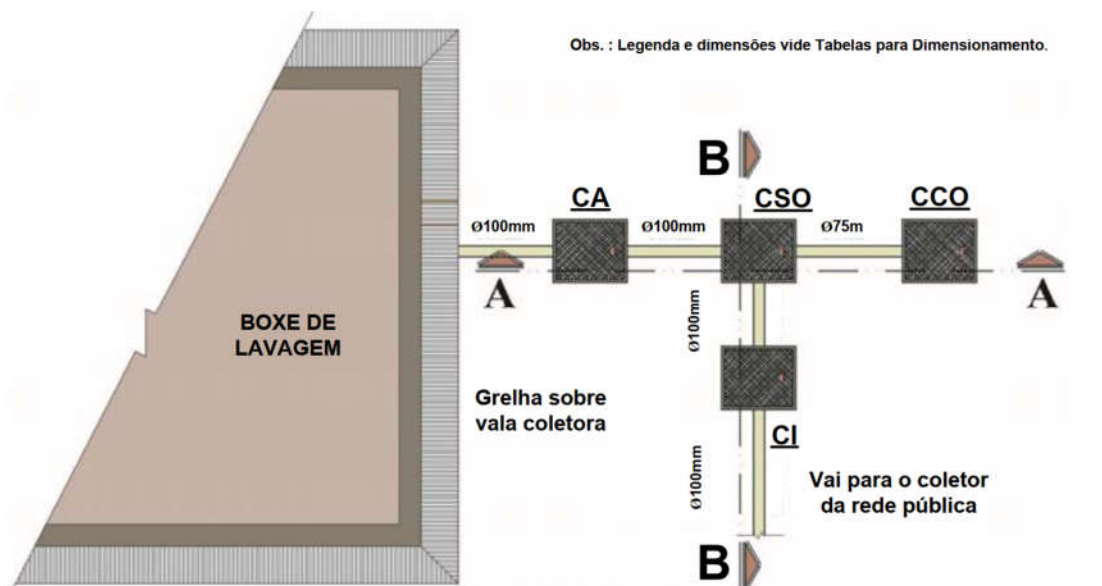 Obs. : Legenda e dimensões vide Tabelas para Dimensionamento.
B
CA
CSO
CCO
Ø100mm
Ø100mm
Ø75m
A
A
Ø100mm
BOXE DE
LAVAGEM
Grelha sobre
vala coletora
CI
Ø100mm
Vai para o coletor
da rede pública
B